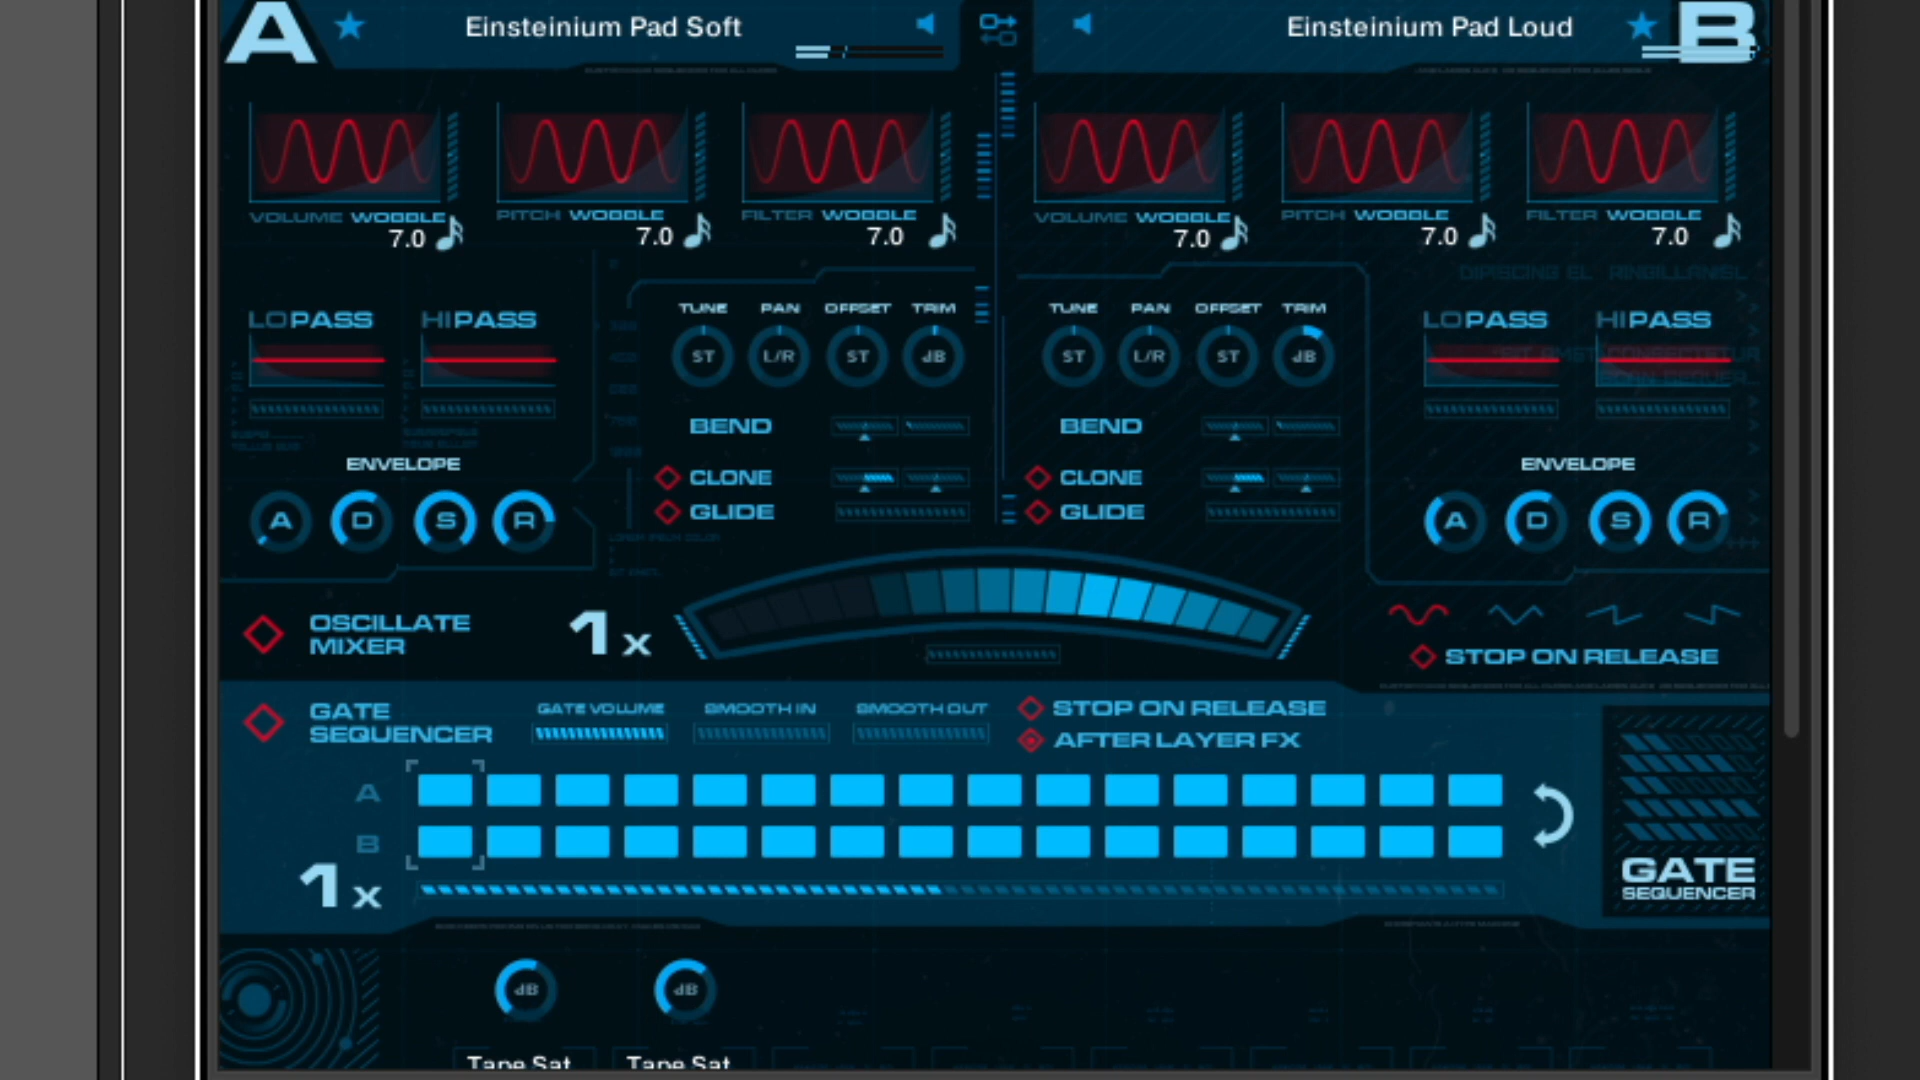 A Einsteinium Pad Soft Einsteinium Pad Loud B
VOLUME WOBBLE PITCH WOBBLE FILTER WOBBLE VOLUME WOBBLE PITCH WOBBLE FILTER WOBBLE
7.0 7.0 7.0 7.0 7.0 7.0
TUNE PAN OFFSET TRIM TUNE PAN OFFSET TRIM
LOPASS HIPASS LOPASS HIPASS
ST L/R ST dB ST L/R ST dB
BEND BEND
ENVELOPE ENVELOPE
CLONE CLONE
GLIDE GLIDE
A D S R A D S R
OSCILLATE
MIXER
1x
STOP ON RELEASE
GATE
SEQUENCER
GATE VOLUME SMOOTH IN SMOOTH OUT
STOP ON RELEASE
AFTER LAYER FX
A
B
1x
GATE
SEQUENCER
dB dB
Tape Sat Tape Sat